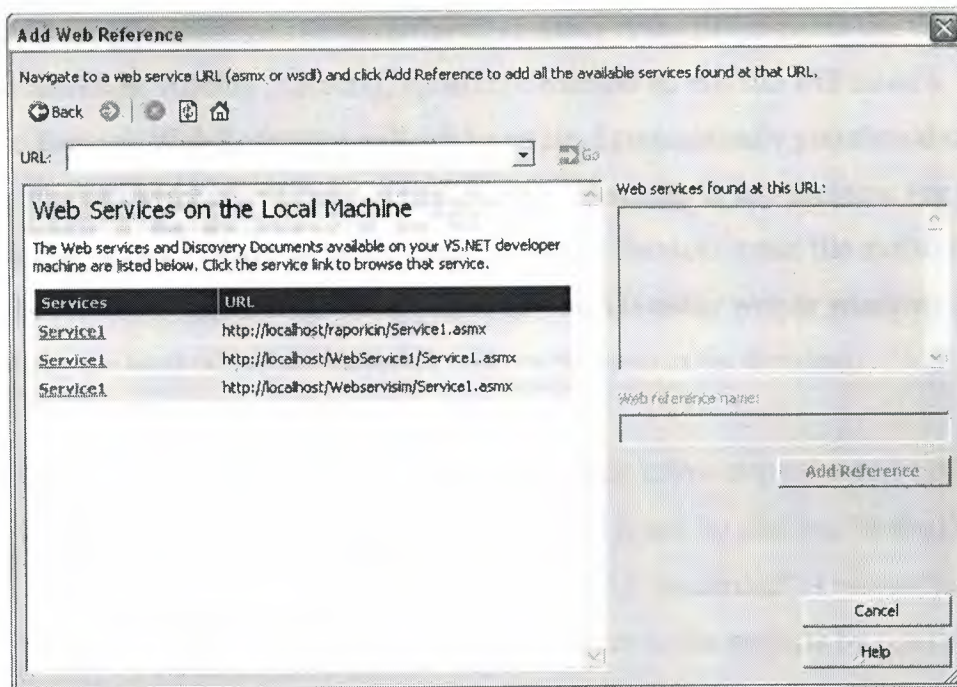 Add Web Reference
Navigate to a web service URL (asmx or wsdl) and click Add Reference to add all the available services found at that URL.
Back
URL:
Go
Web Services on the Local Machine
The Web services and Discovery Documents available on your VS.NET developer
machine are listed below. Click the service link to browse that service.
Services URL
Service1 http://localhost/raporicin/Service1.asmx
Service1 http://localhost/WebService1/Service1.asmx
Service1 http://localhost/Webservisim/Service1.asmx
Web services found at this URL:
Web reference name:
Add Reference
Cancel
Help